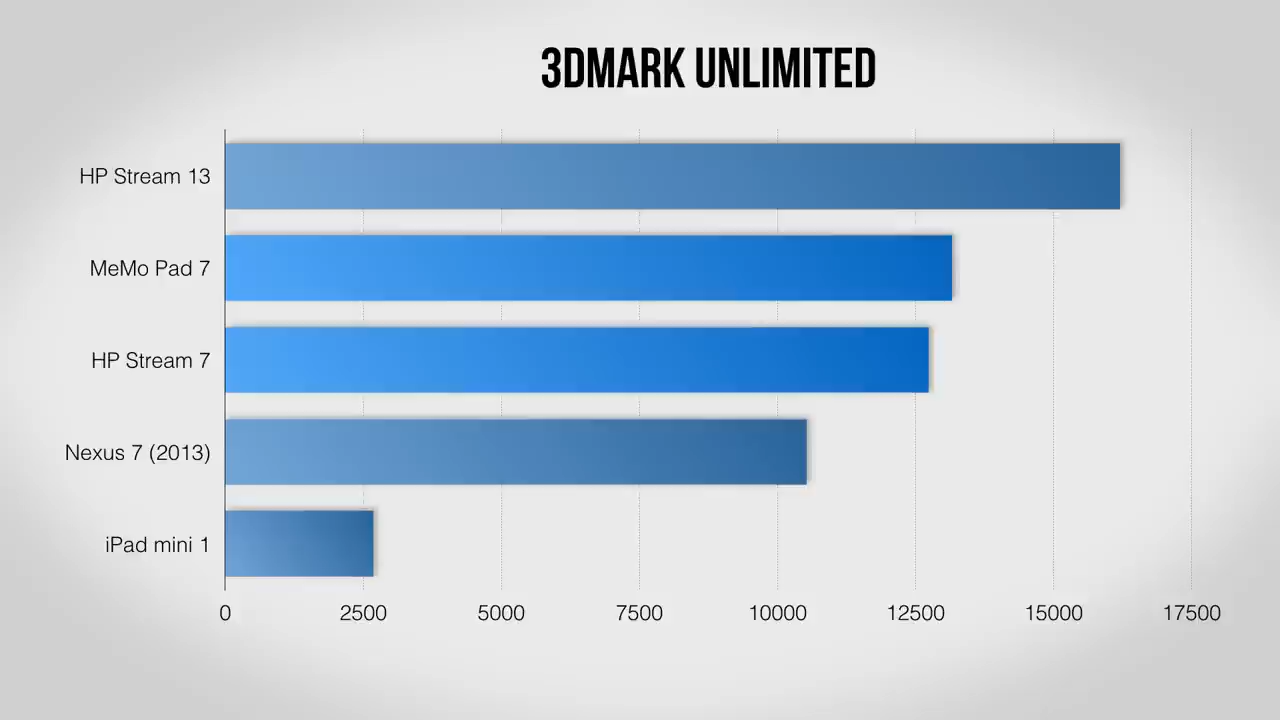 3DMARK UNLIMITED
HP Stream 13
MeMo Pad 7
HP Stream 7
Nexus 7 (2013)
iPad mini 1
0 2500 5000 7500 10000 12500 15000 17500